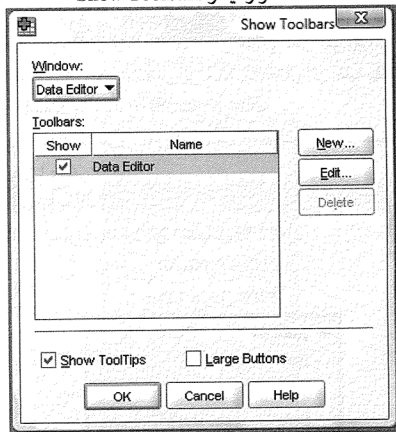 Show Toolbars
Window:
Data Editor
Toolbars:
Show Name
Data Editor
New...
Edit...
Delete
Show ToolTips Large Buttons
OK Cancel Help